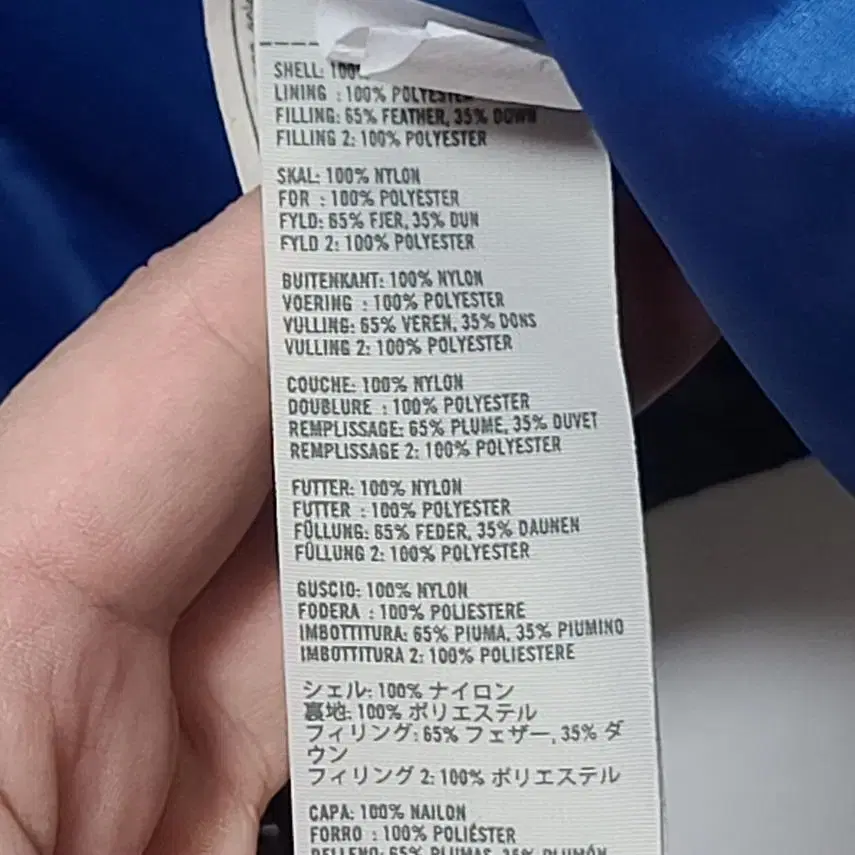 SHELL: 100%
LINING : 100% POLYESTER
FILLING: 65% FEATHER, 35% DOWN
FILLING 2: 100% POLYESTER
SKAL: 100% NYLON
FOR : 100% POLYESTER
FYLD: 65% FJER, 35% DUN
FYLD 2: 100% POLYESTER
BUITENKANT: 100% NYLON
VOERING : 100% POLYESTER
VULLING: 65% VEREN, 35% DONS
VULLING 2: 100% POLYESTER
COUCHE: 100% NYLON
DOUBLURE : 100% POLYESTER
REMPLISSAGE: 65% PLUME, 35% DUVET
REMPLISSAGE 2: 100% POLYESTER
FUTTER: 100% NYLON
FUTTER : 100% POLYESTER
FÜLLUNG: 65% FEDER, 35% DAUNEN
FÜLLUNG 2: 100% POLYESTER
GUSCIO: 100% NYLON
FODERA : 100% POLIESTERE
IMBOTTITURA: 65% PIUMA, 35% PIUMINO
IMBOTTITURA 2: 100% POLIESTERE
シェル: 100% ナイロン
裏地: 100% ポリエステル
フィリング: 65% フェザー, 35% ダ
ウン
フィリング 2: 100% ポリエステル
CAPA: 100% NAILON
FORRO : 100% POLIÉSTER
RELLENO: 65% PLUMAS, 35% PLUMÓN